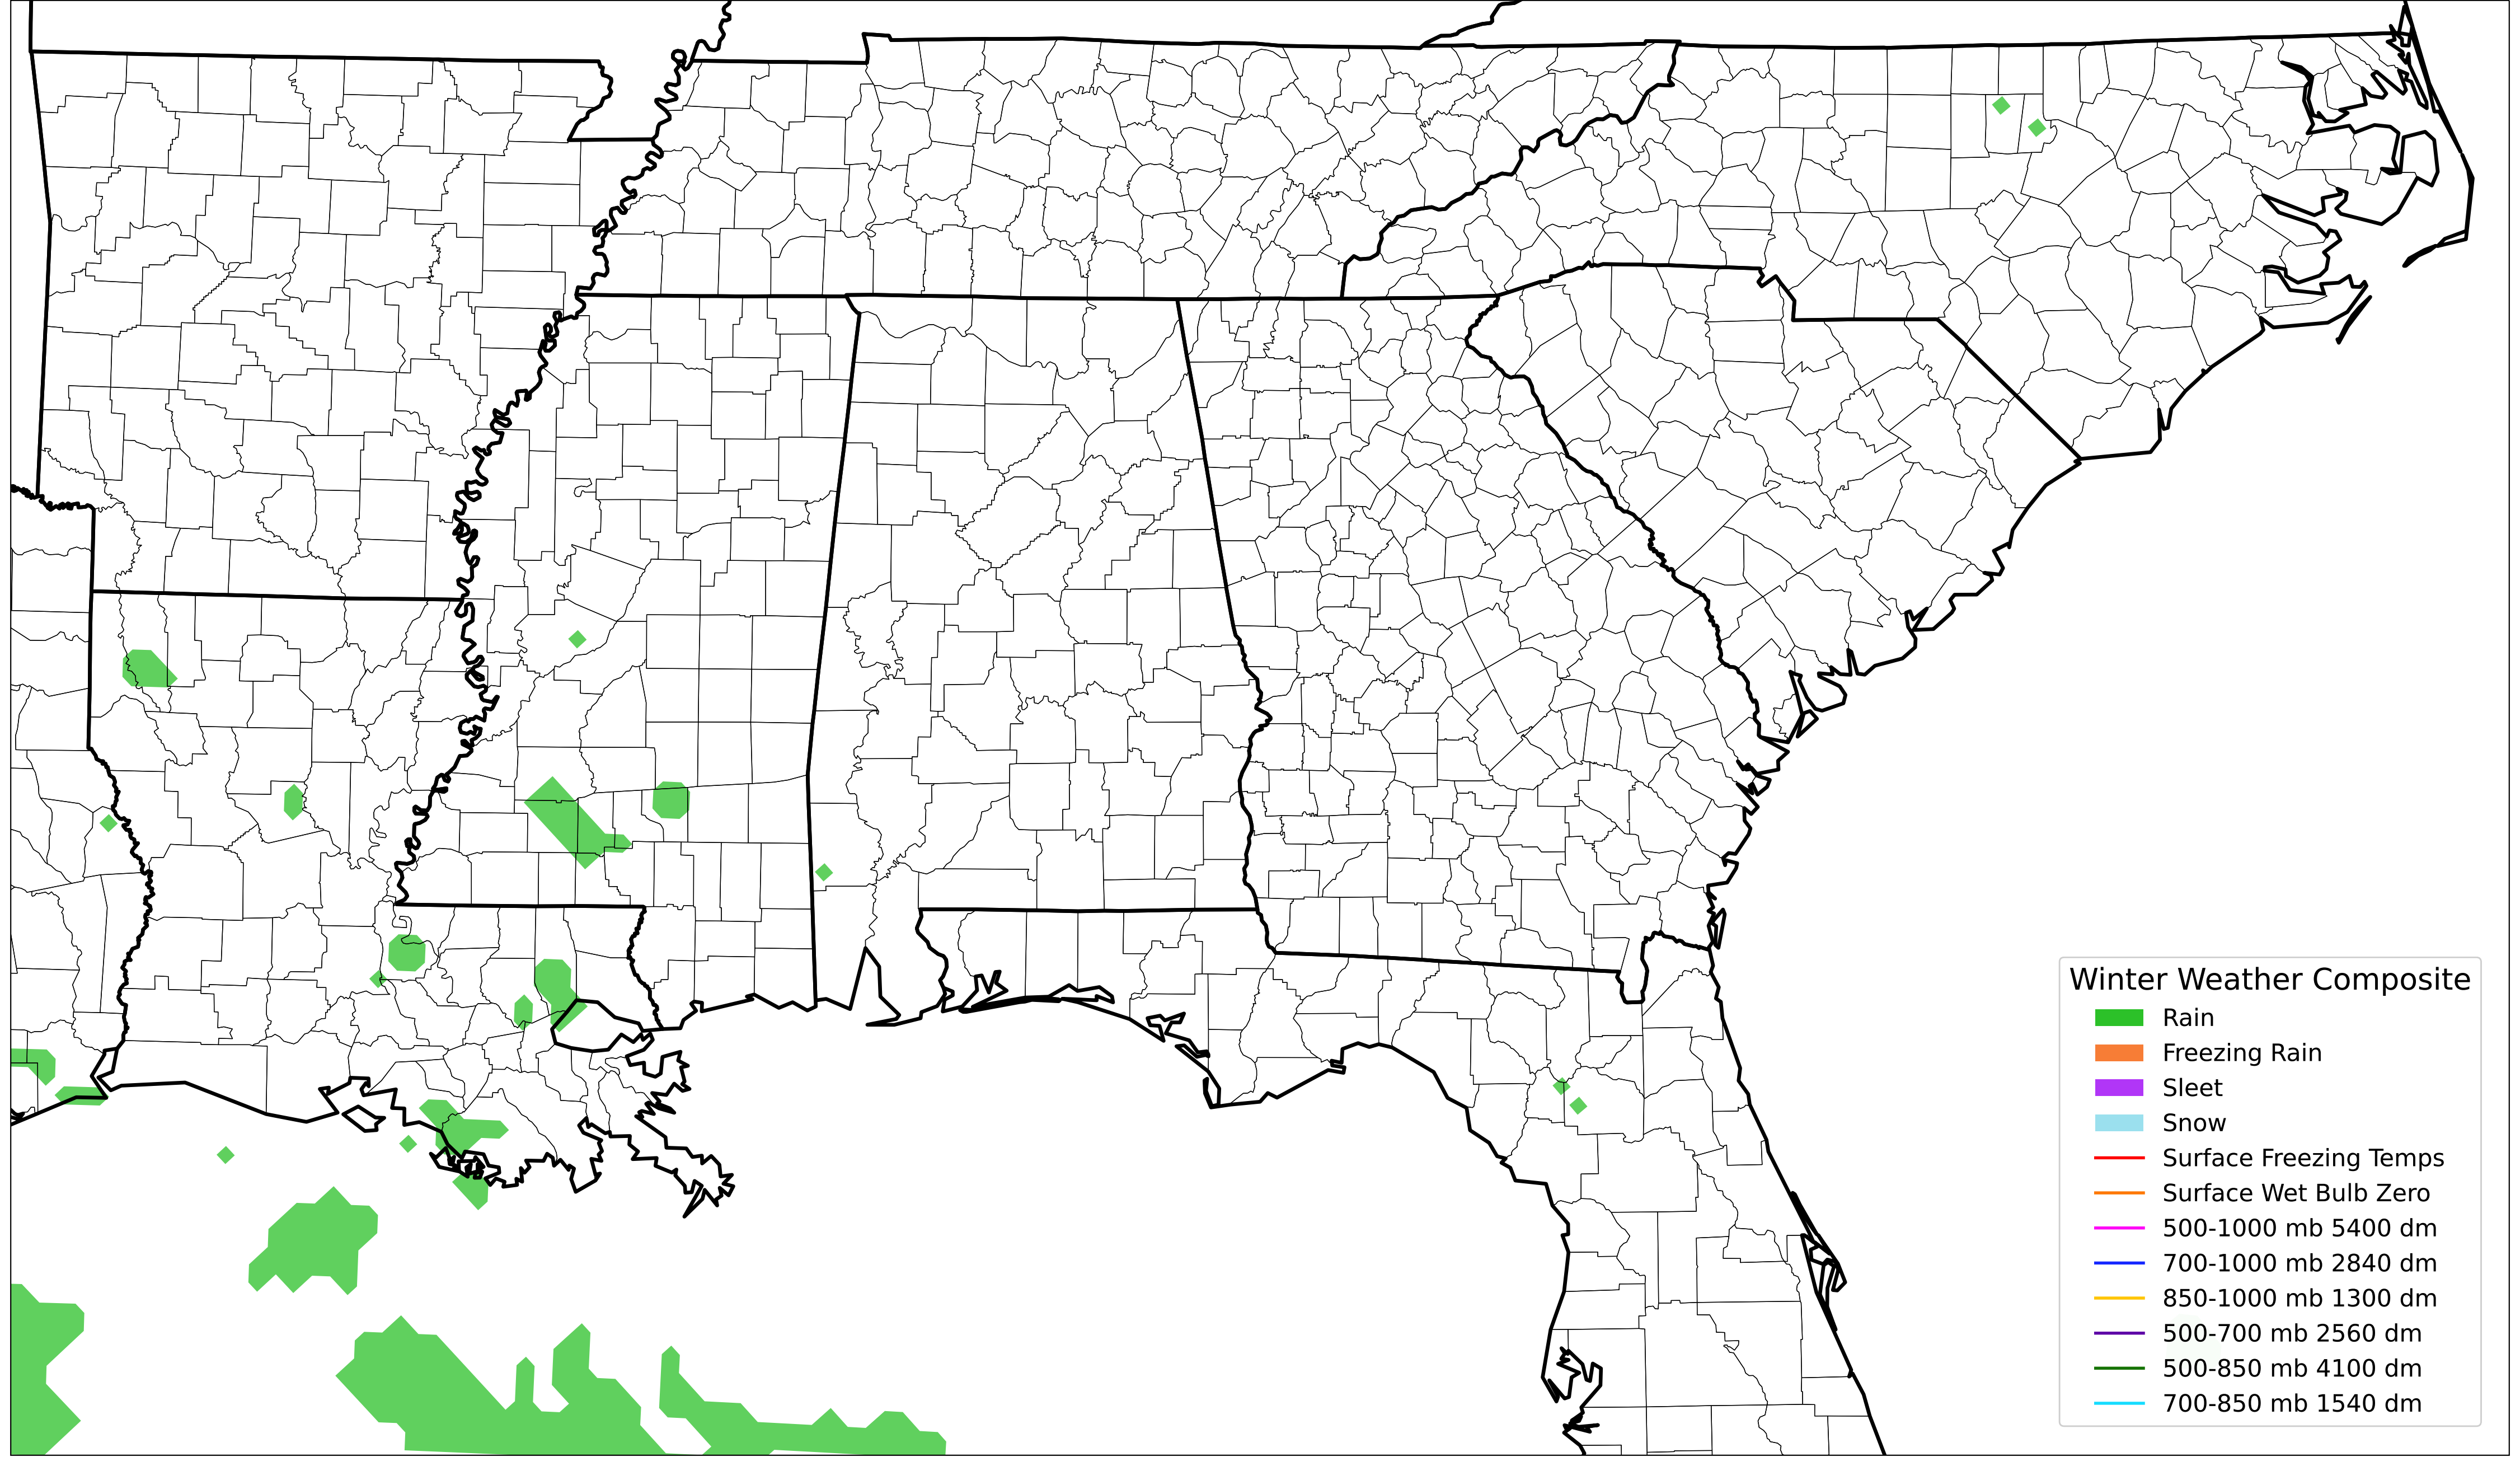 Winter Weather Composite
Rain
Freezing Rain
Sleet
Snow
Surface Freezing Temps
Surface Wet Bulb Zero
500-1000 mb 5400 dm
700-1000 mb 2840 dm
850-1000 mb 1300 dm
500-700 mb 2560 dm
500-850 mb 4100 dm
700-850 mb 1540 dm